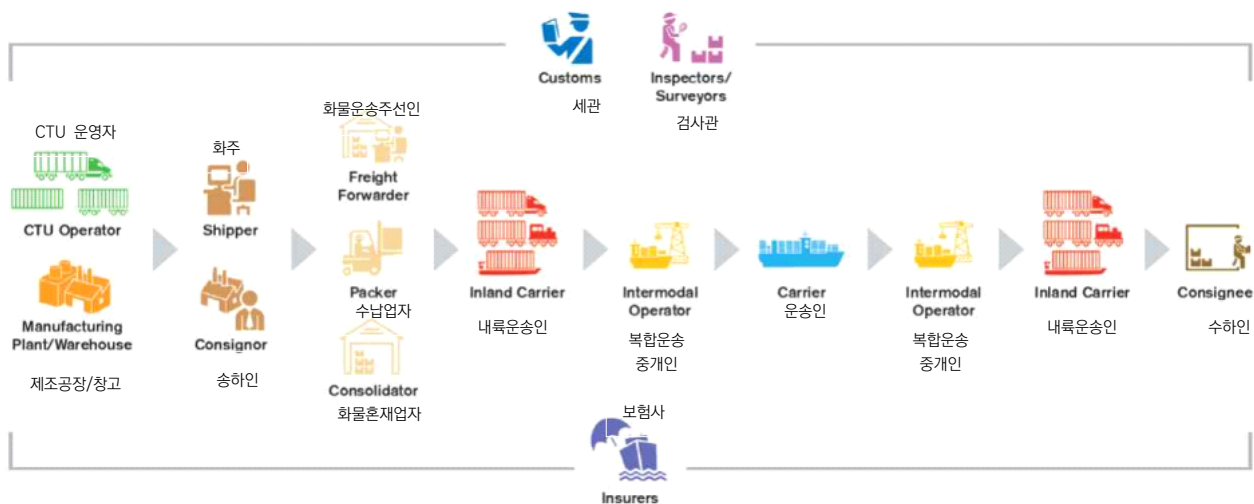 Customs
세관
Inspectors/
Surveyors
검사관
CTU 운영자
CTU Operator
Manufacturing
Plant/Warehouse
제조공장/창고
화주
Shipper
Consignor
송하인
화물운송주선인
Freight
Forwarder
Packer
수납업자
Consolidator
화물혼재업자
Inland Carrier
내륙운송인
Intermodal
Operator
복합운송
중개인
Carrier
운송인
Intermodal
Operator
복합운송
중개인
Inland Carrier
내륙운송인
Consignee
수하인
보험사
Insurers